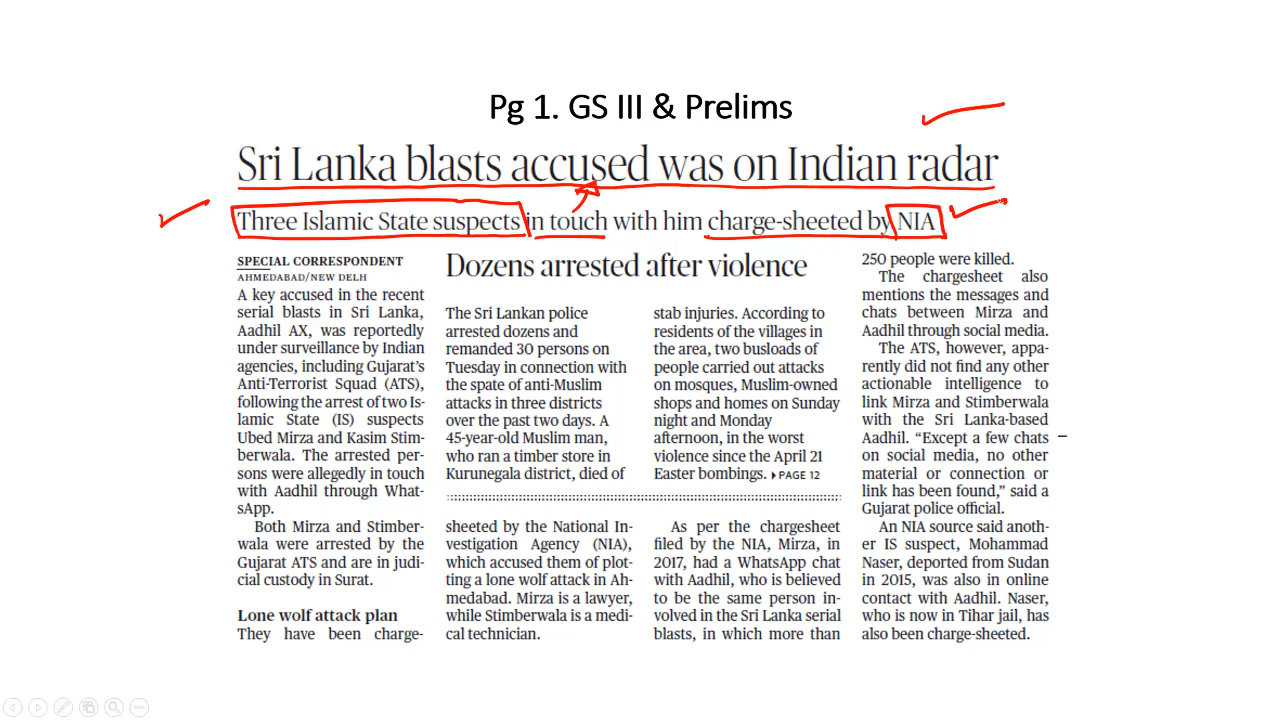 Pg 1. GS III & Prelims
Sri Lanka blasts accused was on Indian radar
Three Islamic State suspects in touch with him charge-sheeted by NIA
SPECIAL CORRESPONDENT
AHMEDABAD/NEW DELH
A key accused in the recent
serial blasts in Sri Lanka,
Aadhil AX, was reportedly
under surveillance by Indian
agencies, including Gujarat's
Anti-Terrorist Squad (ATS),
following the arrest of two Is-
lamic State (IS) suspects
Ubed Mirza and Kasim Stim-
berwala. The arrested per-
sons were allegedly in touch
with Aadhil through What-
sApp.
Both Mirza and Stimber-
wala were arrested by the
Gujarat ATS and are in judi-
cial custody in Surat.
Lone wolf attack plan
They have been charge-
Dozens arrested after violence
The Sri Lankan police
arrested dozens and
remanded 30 persons on
Tuesday in connection with
the spate of anti-Muslim
attacks in three districts
over the past two days. A
45-year-old Muslim man,
who ran a timber store in
Kurunegala district, died of
stab injuries. According to
residents of the villages in
the area, two busloads of
people carried out attacks
on mosques, Muslim-owned
shops and homes on Sunday
night and Monday
afternoon, in the worst
violence since the April 21
Easter bombings. ▸PAGE 12
sheeted by the National In-
vestigation Agency (NIA),
which accused them of plot-
ting a lone wolf attack in Ah-
medabad. Mirza is a lawyer,
while Stimberwala is a medi-
cal technician.
As per the chargesheet
filed by the NIA, Mirza, in
2017, had a WhatsApp chat
with Aadhil, who is believed
to be the same person in-
volved in the Sri Lanka serial
blasts, in which more than
250 people were killed.
The chargesheet also
mentions the messages and
chats between Mirza and
Aadhil through social media.
The ATS, however, appa-
rently did not find any other
actionable intelligence to
link Mirza and Stimberwala
with the Sri Lanka-based
Aadhil. “Except a few chats
on social media, no other
material or connection or
link has been found,” said a
Gujarat police official.
An NIA source said anoth-
er IS suspect, Mohammad
Naser, deported from Sudan
in 2015, was also in online
contact with Aadhil. Naser,
who is now in Tihar jail, has
also been charge-sheeted.